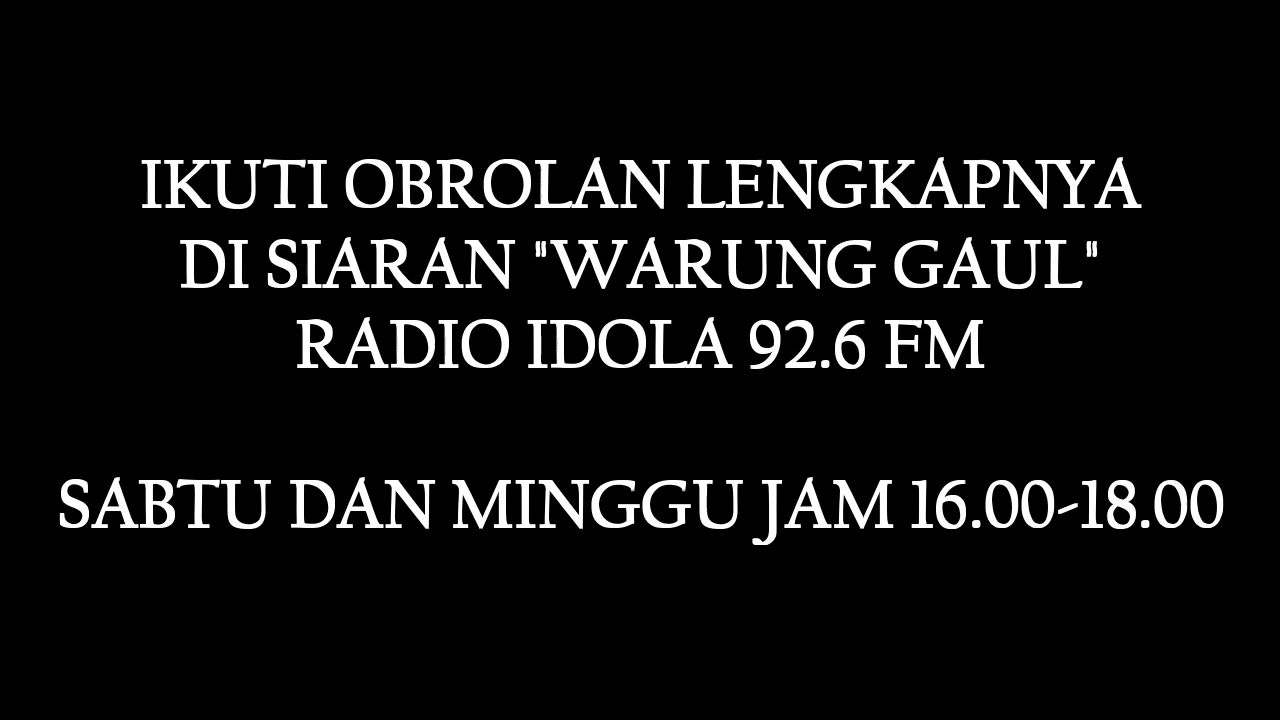 IKUTI OBROLAN LENGKAPNYA
DI SIARAN "WARUNG GAUL"
RADIO IDOLA 92.6 FM
SABTU DAN MINGGU JAM 16.00-18.00